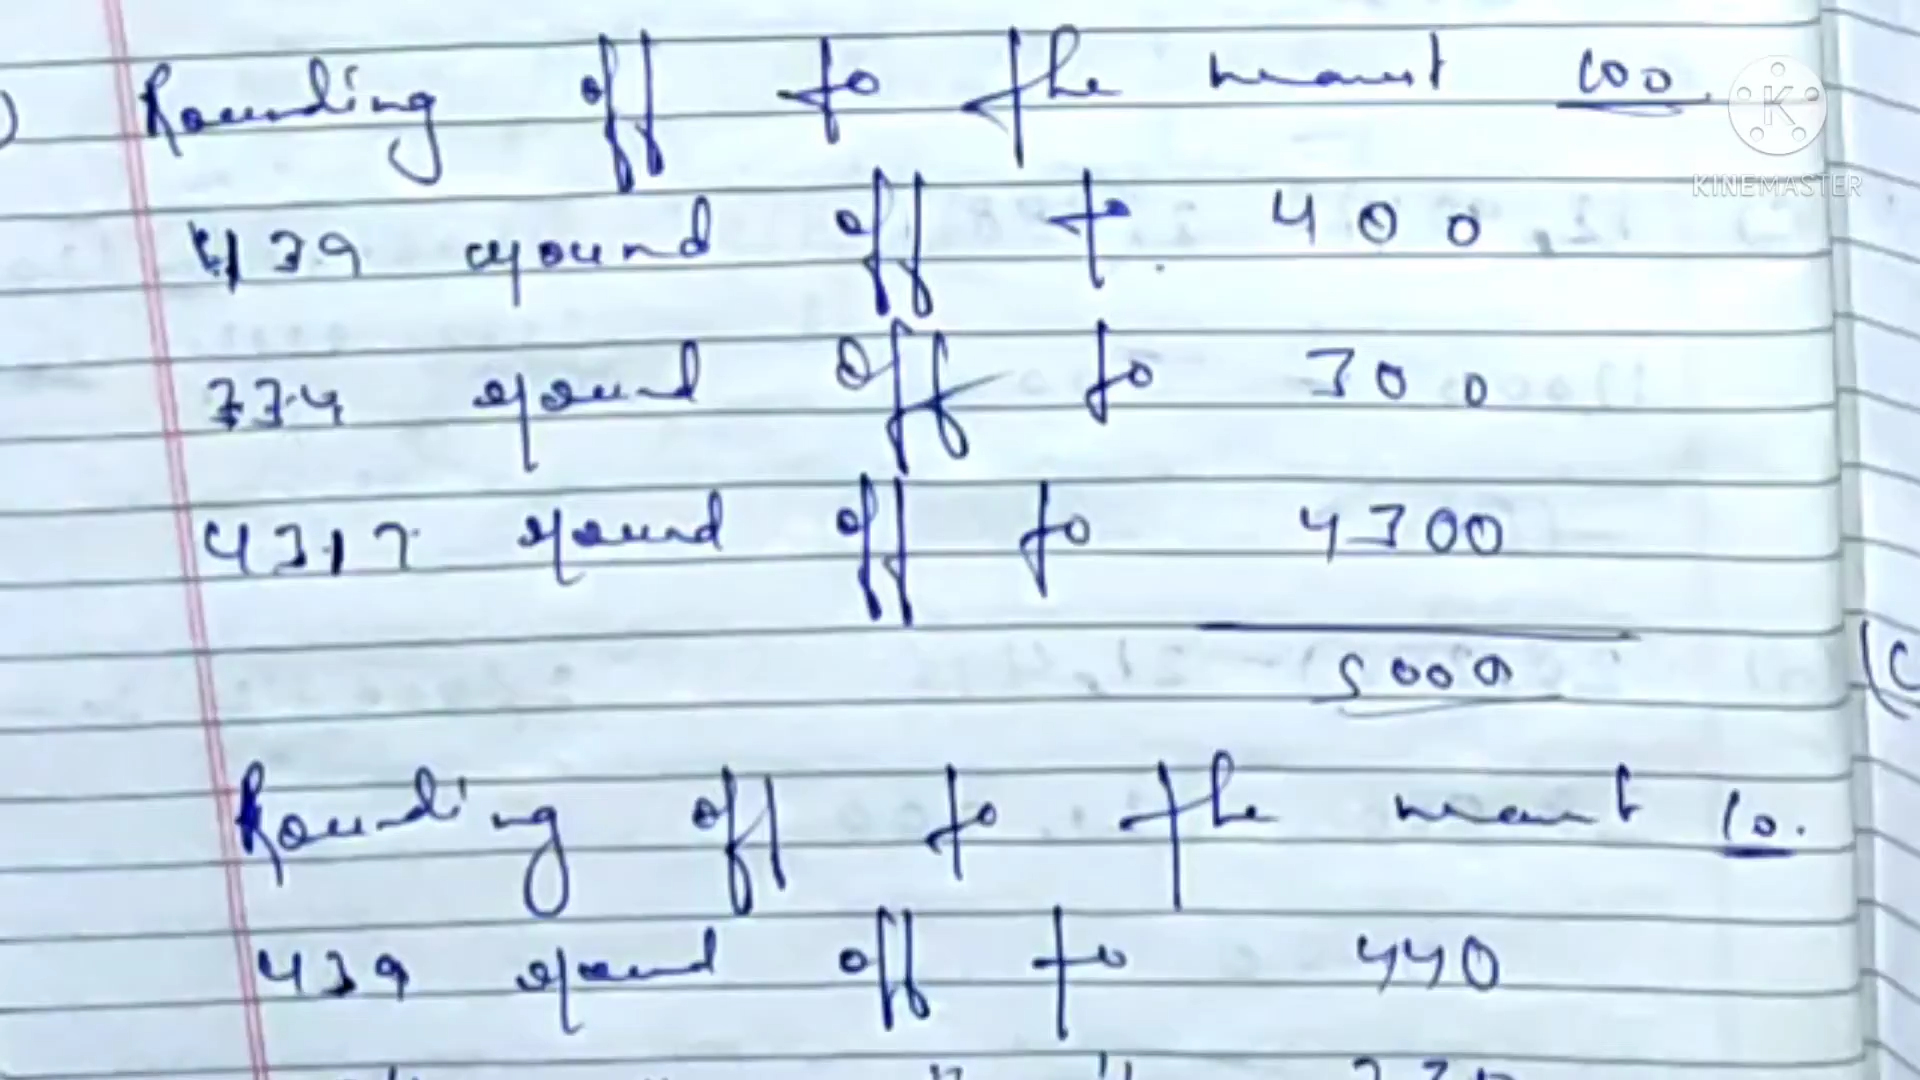 Rounding off to the nearest 100.
KINEMASTER
439 round off to 400
334 round off to 300
4317 round off to 4300
5000
Rounding off to the nearest 10.
439 round off to 440